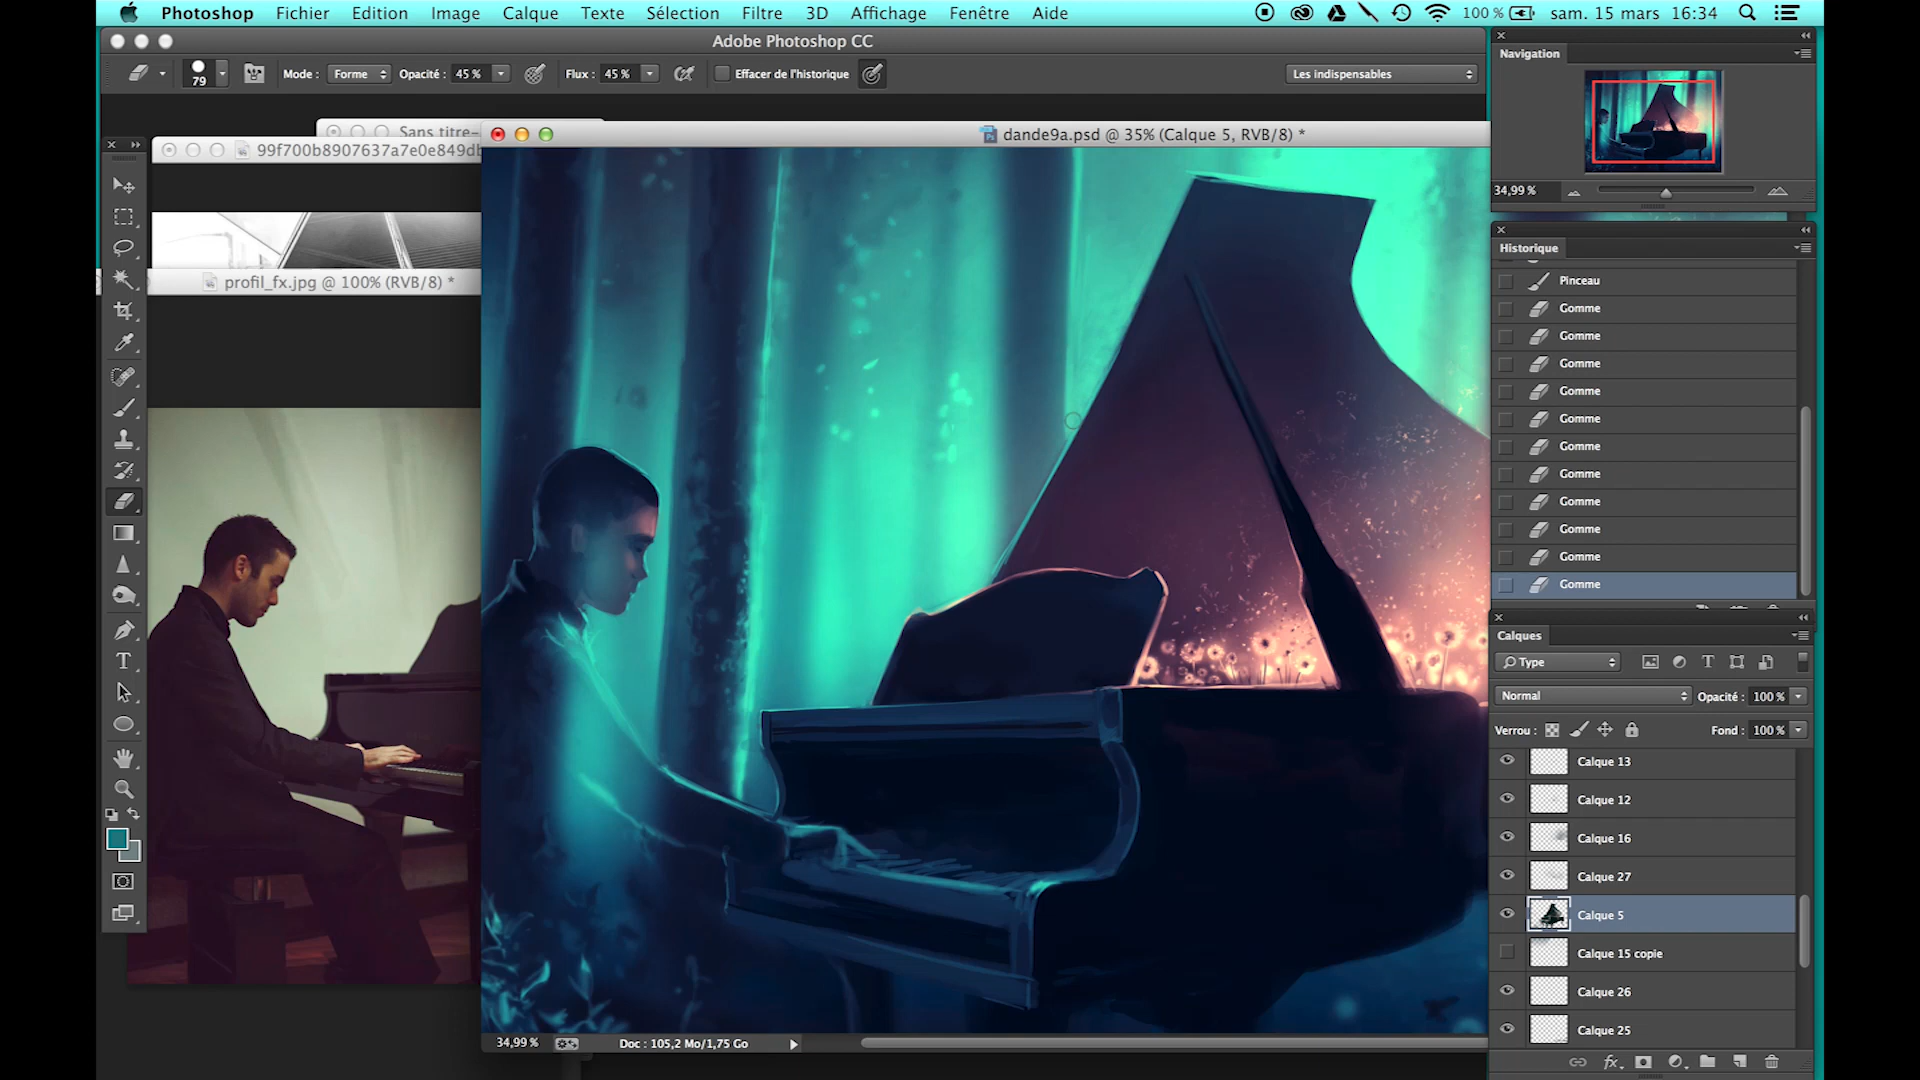 Photoshop Fichier Edition Image Calque Texte Sélection Filtre 3D Affichage Fenêtre Aide 100 % sam. 15 mars 16:34
Adobe Photoshop CC
79 Mode : Forme Opacité : 45 % Flux : 45 % Effacer de l'historique Les indispensables
Sans titre-
99f700b8907637a7e0e849db
dande9a.psd @ 35% (Calque 5, RVB/8) *
profil_fx.jpg @ 100% (RVB/8) *
34,99 % Doc : 105,2 Mo/1,75 Go
Navigation
34,99 %
Historique
Pinceau
Gomme
Gomme
Gomme
Gomme
Gomme
Gomme
Gomme
Gomme
Gomme
Gomme
Gomme
Calques
Type
Normal Opacité : 100 %
Verrou : Fond : 100 %
Calque 13
Calque 12
Calque 16
Calque 27
Calque 5
Calque 15 copie
Calque 26
Calque 25